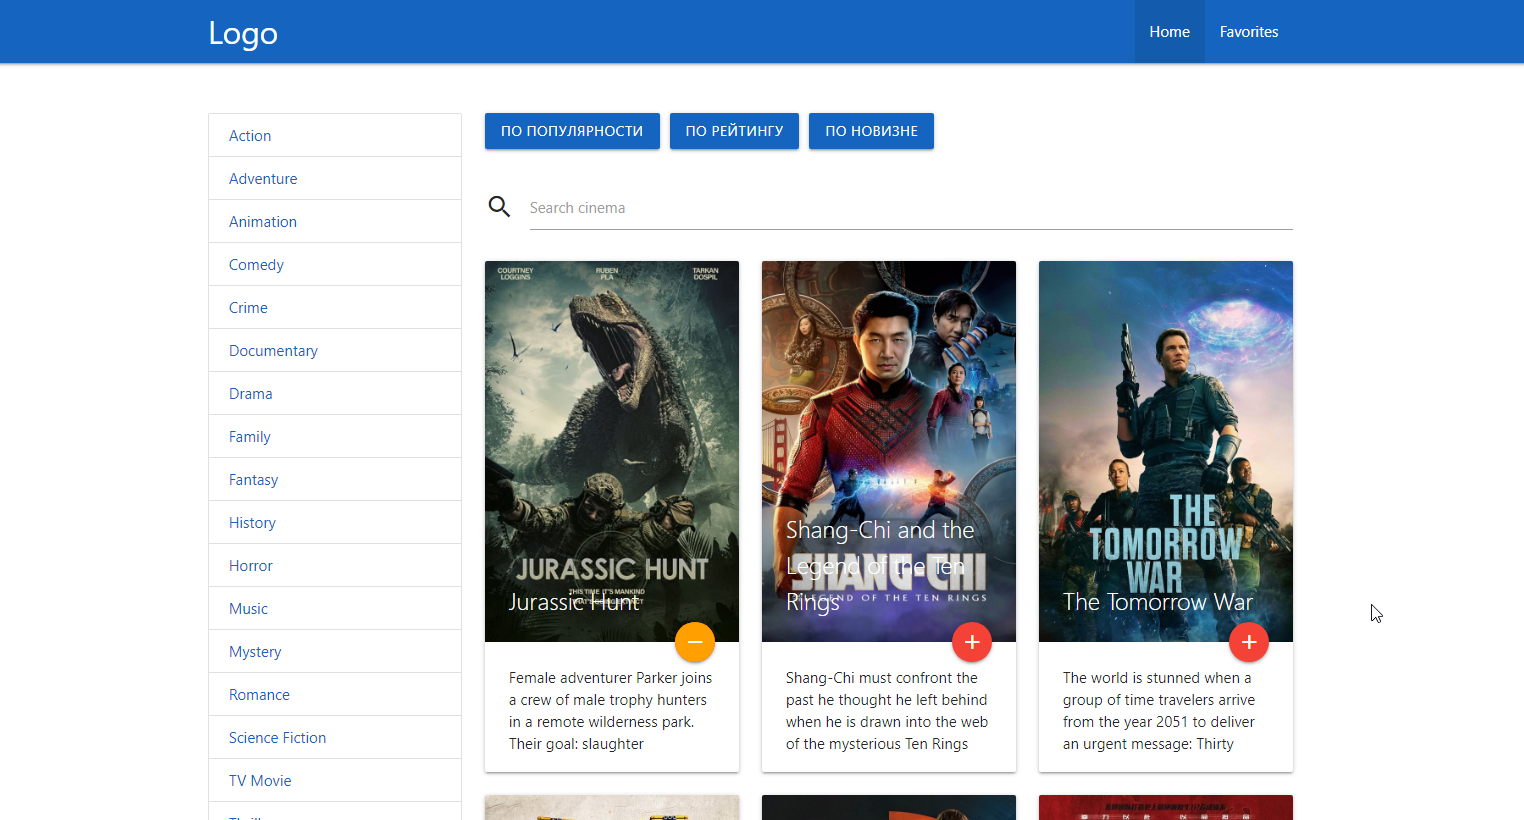 Logo
Home
Favorites
Action
Adventure
Animation
Comedy
Crime
Documentary
Drama
Family
Fantasy
History
Horror
Music
Mystery
Romance
Science Fiction
TV Movie
ПО ПОПУЛЯРНОСТИ
ПО РЕЙТИНГУ
ПО НОВИЗНЕ
Search cinema
COURTNEY LOGGINS
RUBEN PLA
TARKAN DOSPIL
JURASSIC HUNT
THIS TIME IT'S MANKIND
Jurassic Hunt
Female adventurer Parker joins
a crew of male trophy hunters
in a remote wilderness park.
Their goal: slaughter
Shang-Chi and the
Legend of the Ten
Rings
SHANG-CHI
LEGEND OF THE TEN RINGS
Shang-Chi must confront the
past he thought he left behind
when he is drawn into the web
of the mysterious Ten Rings
THE
TOMORROW
WAR
The Tomorrow War
The world is stunned when a
group of time travelers arrive
from the year 2051 to deliver
an urgent message: Thirty